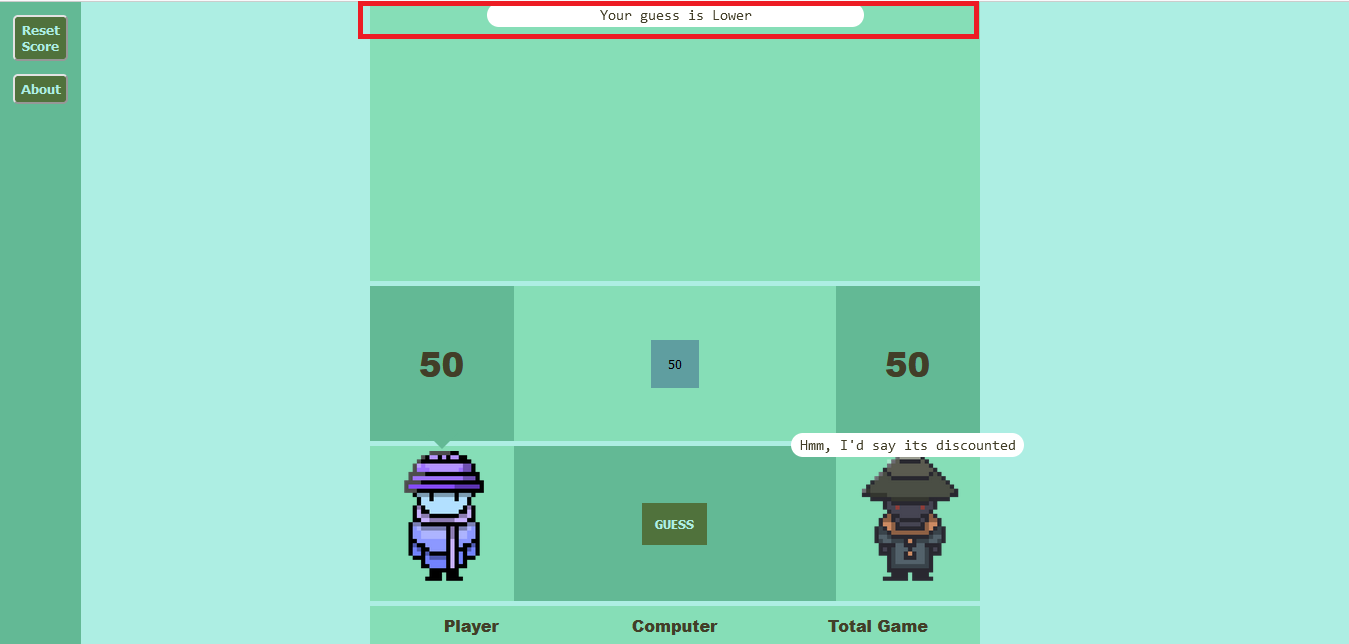 Your guess is Lower
Reset
Score
About
50
50
50
Hmm, I'd say its discounted
GUESS
Player
Computer
Total Game